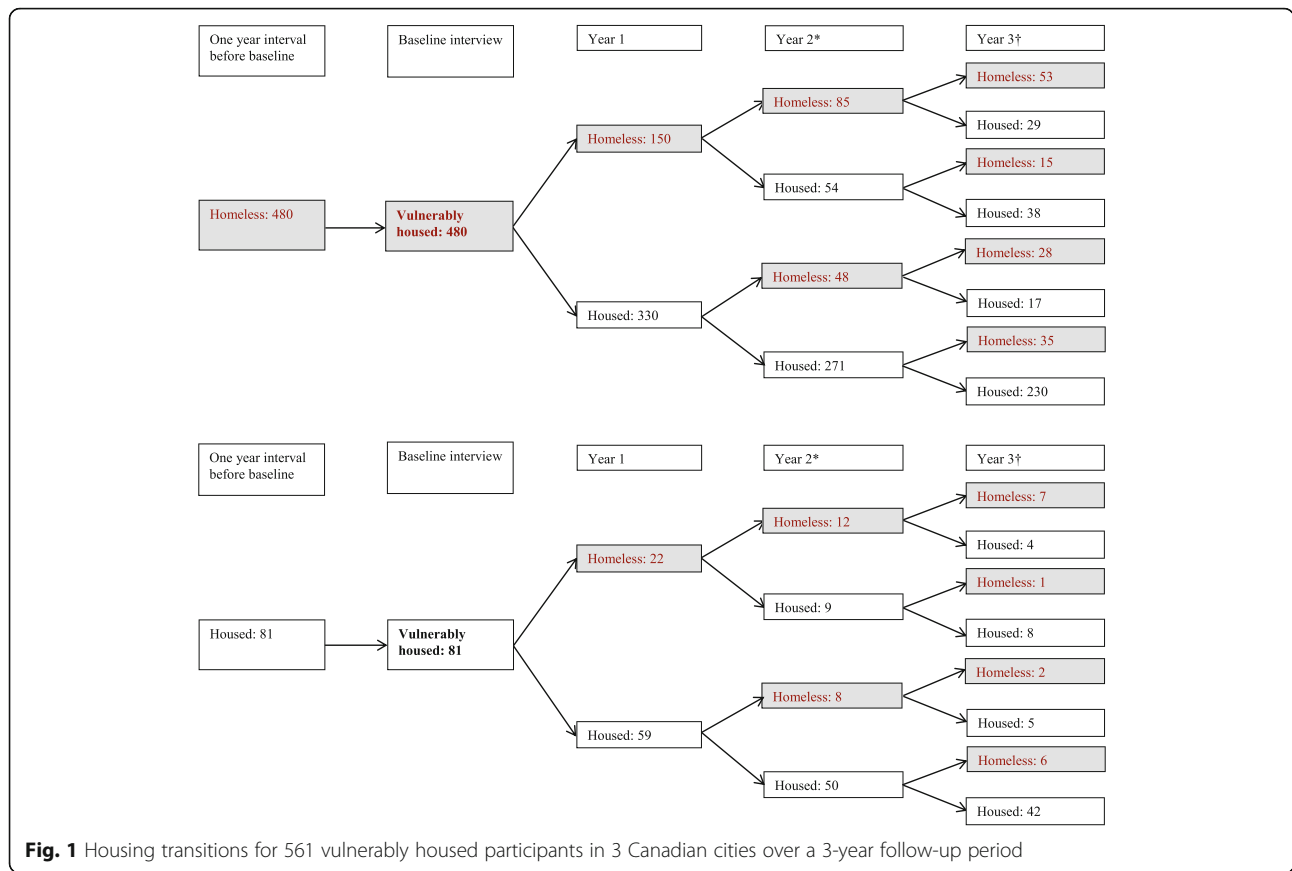 One year interval
before baseline
Baseline interview
Year 1
Year 2*
Year 3†
Homeless: 53
Homeless: 85
Housed: 29
Homeless: 150
Homeless: 15
Housed: 54
Housed: 38
Homeless: 480
Vulnerably
housed: 480
Homeless: 28
Homeless: 48
Housed: 17
Housed: 330
Homeless: 35
Housed: 271
Housed: 230
One year interval
before baseline
Baseline interview
Year 1
Year 2*
Year 3†
Homeless: 7
Homeless: 12
Housed: 4
Homeless: 22
Homeless: 1
Housed: 9
Housed: 8
Housed: 81
Vulnerably
housed: 81
Homeless: 2
Homeless: 8
Housed: 5
Housed: 59
Homeless: 6
Housed: 50
Housed: 42
Fig. 1 Housing transitions for 561 vulnerably housed participants in 3 Canadian cities over a 3-year follow-up period